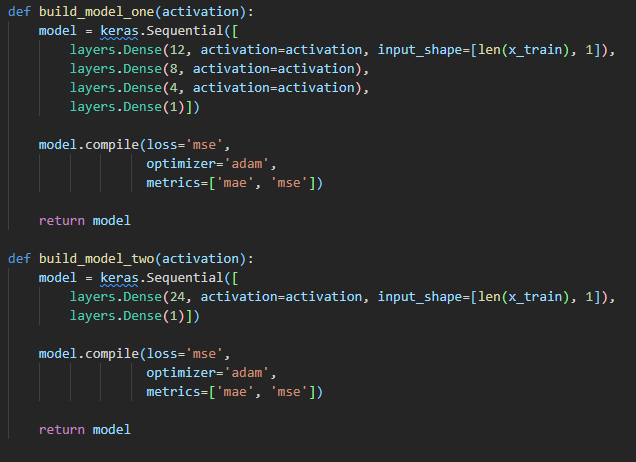 def build_model_one(activation):
    model = keras.Sequential([
        layers.Dense(12, activation=activation, input_shape=[len(x_train), 1]),
        layers.Dense(8, activation=activation),
        layers.Dense(4, activation=activation),
        layers.Dense(1)])
    model.compile(loss='mse',
                  optimizer='adam',
                  metrics=['mae', 'mse'])
    return model
def build_model_two(activation):
    model = keras.Sequential([
        layers.Dense(24, activation=activation, input_shape=[len(x_train), 1]),
        layers.Dense(1)])
    model.compile(loss='mse',
                  optimizer='adam',
                  metrics=['mae', 'mse'])
    return model